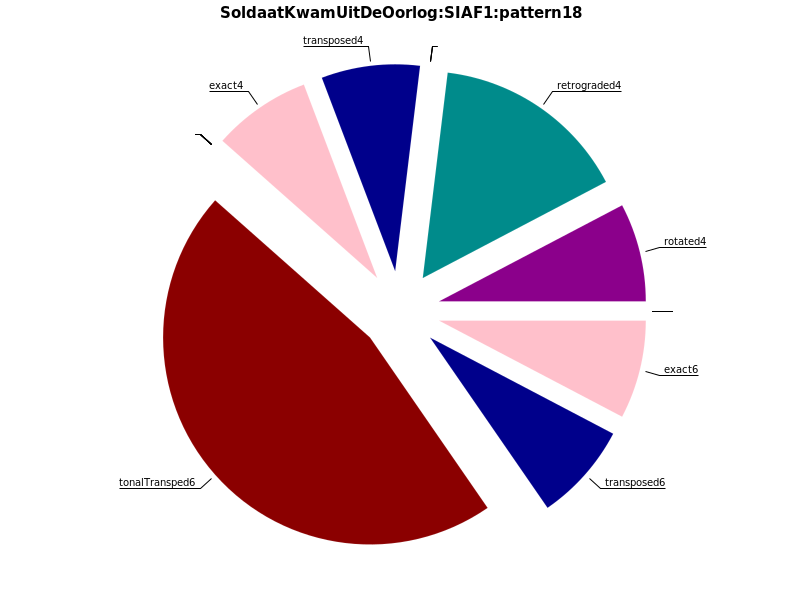 SoldaatKwamUitDeOorlog:SIAF1:pattern18
transposed4
exact4
retrograded4
rotated4
exact6
tonalTransped6
transposed6